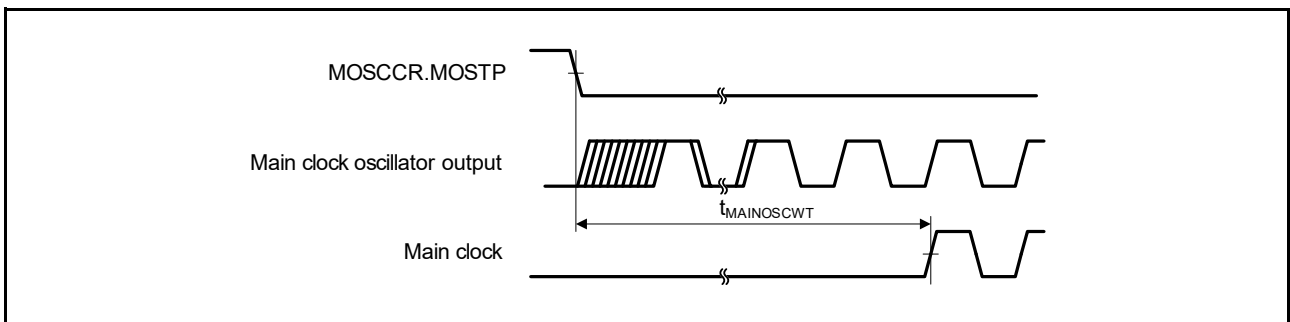 MOSCCR.MOSTP
Main clock oscillator output
tMAINOSCWT
Main clock